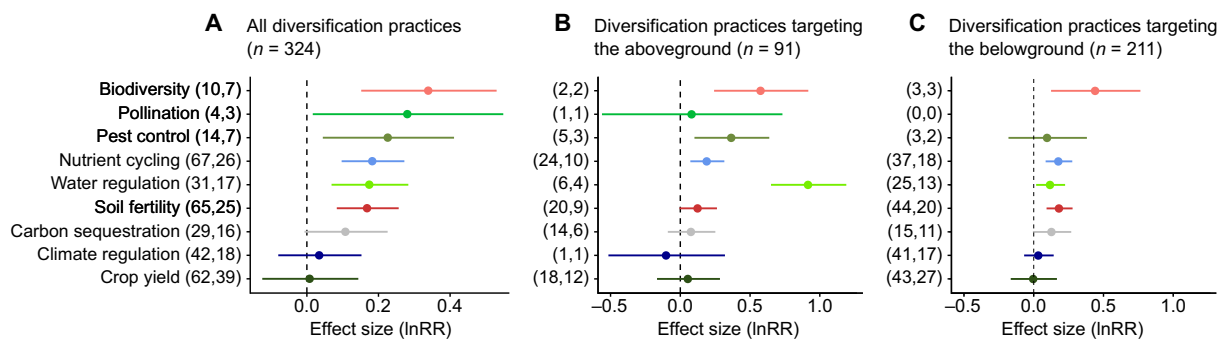 A All diversification practices
(n = 324)
Biodiversity (10,7)
Pollination (4,3)
Pest control (14,7)
Nutrient cycling (67,26)
Water regulation (31,17)
Soil fertility (65,25)
Carbon sequestration (29,16)
Climate regulation (42,18)
Crop yield (62,39)
0.0 0.2 0.4
Effect size (lnRR)
B Diversification practices targeting
the aboveground (n = 91)
(2,2)
(1,1)
(5,3)
(24,10)
(6,4)
(20,9)
(14,6)
(1,1)
(18,12)
–0.5 0.0 0.5 1.0
Effect size (lnRR)
C Diversification practices targeting
the belowground (n = 211)
(3,3)
(0,0)
(3,2)
(37,18)
(25,13)
(44,20)
(15,11)
(41,17)
(43,27)
–0.5 0.0 0.5 1.0
Effect size (lnRR)